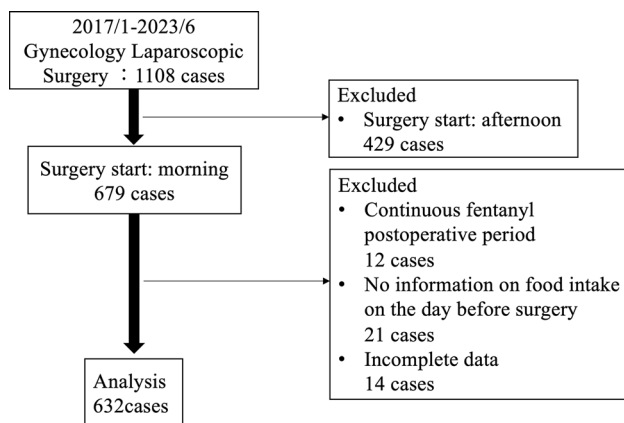 2017/1-2023/6
Gynecology Laparoscopic
Surgery ：1108 cases
Excluded
• Surgery start: afternoon
429 cases
Surgery start: morning
679 cases
Excluded
• Continuous fentanyl
postoperative period
12 cases
• No information on food intake
on the day before surgery
21 cases
• Incomplete data
14 cases
Analysis
632cases